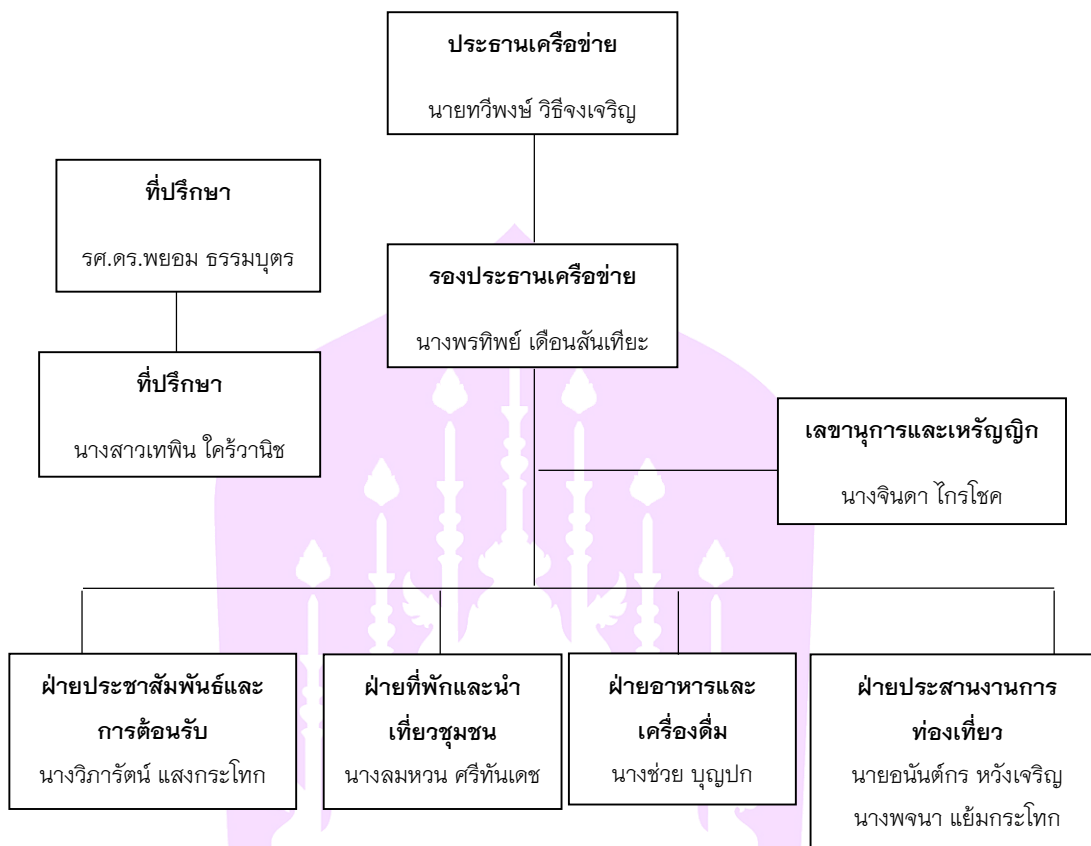 ประธานเครือข่าย
นายทวีพงษ์ วิธีจงเจริญ
ที่ปรึกษา
รศ.ดร.พยอม ธรรมบุตร
รองประธานเครือข่าย
นางพรทิพย์ เดือนสันเทียะ
ที่ปรึกษา
นางสาวเทพิน ใคร้วานิช
เลขานุการและเหรัญญิก
นางจินดา ไกรโชค
ฝ่ายประชาสัมพันธ์และ
การต้อนรับ
นางวิภารัตน์ แสงกระโทก
ฝ่ายที่พักและนำ
เที่ยวชุมชน
นางลมหวน ศรีทันเดช
ฝ่ายอาหารและ
เครื่องดื่ม
นางช่วย บุญปก
ฝ่ายประสานงานการ
ท่องเที่ยว
นายอนันต์กร หวังเจริญ
นางพจนา แย้มกระโทก